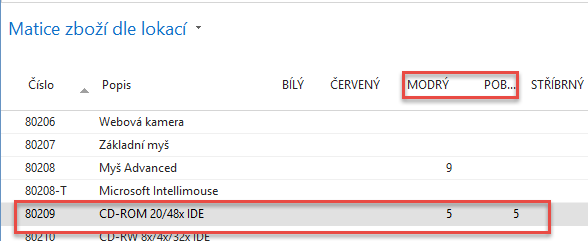 Matice zboží dle lokací
Číslo Popis BÍLÝ ČERVENÝ MODRÝ POB... STŘÍBRNÝ
80206 Webová kamera
80207 Základní myš
80208 Myš Advanced 9
80208-T Microsoft Intellimouse
80209 CD-ROM 20/48x IDE 5 5
80210 CD-RW 8x/4x/32x IDE